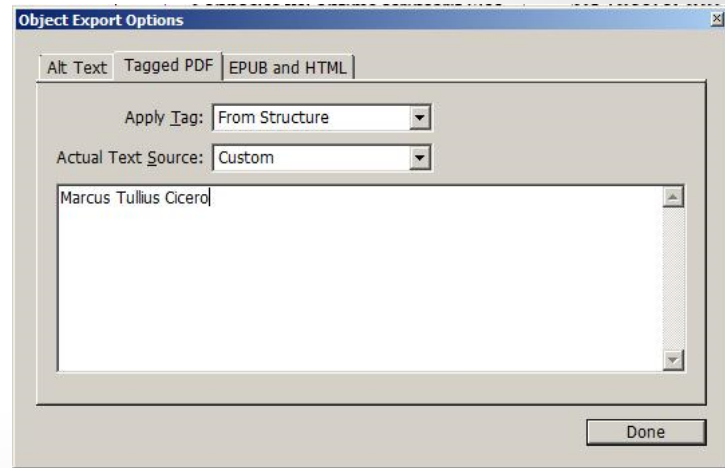 Object Export Options
Alt Text Tagged PDF EPUB and HTML
Apply Tag: From Structure
Actual Text Source: Custom
Marcus Tullius Cicero
Done